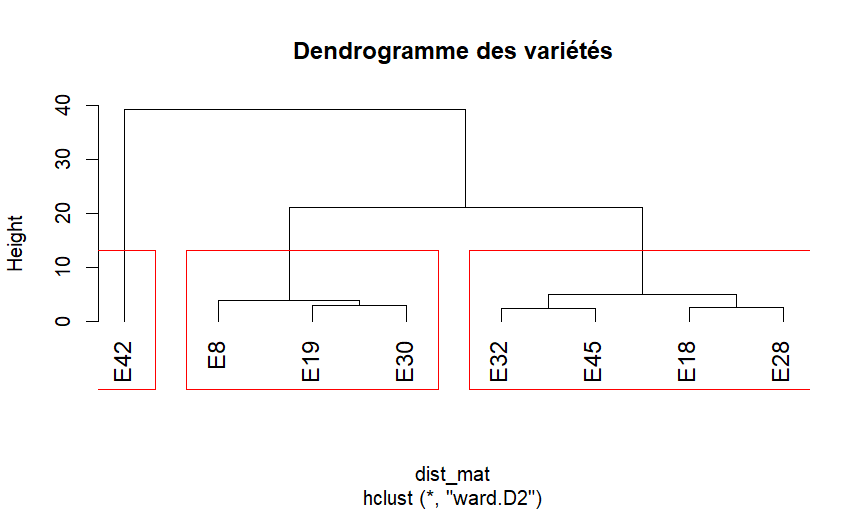 Dendrogramme des variétés
Height
40
30
20
10
0
E42
E8
E19
E30
E32
E45
E18
E28
dist_mat
hclust (*, "ward.D2")